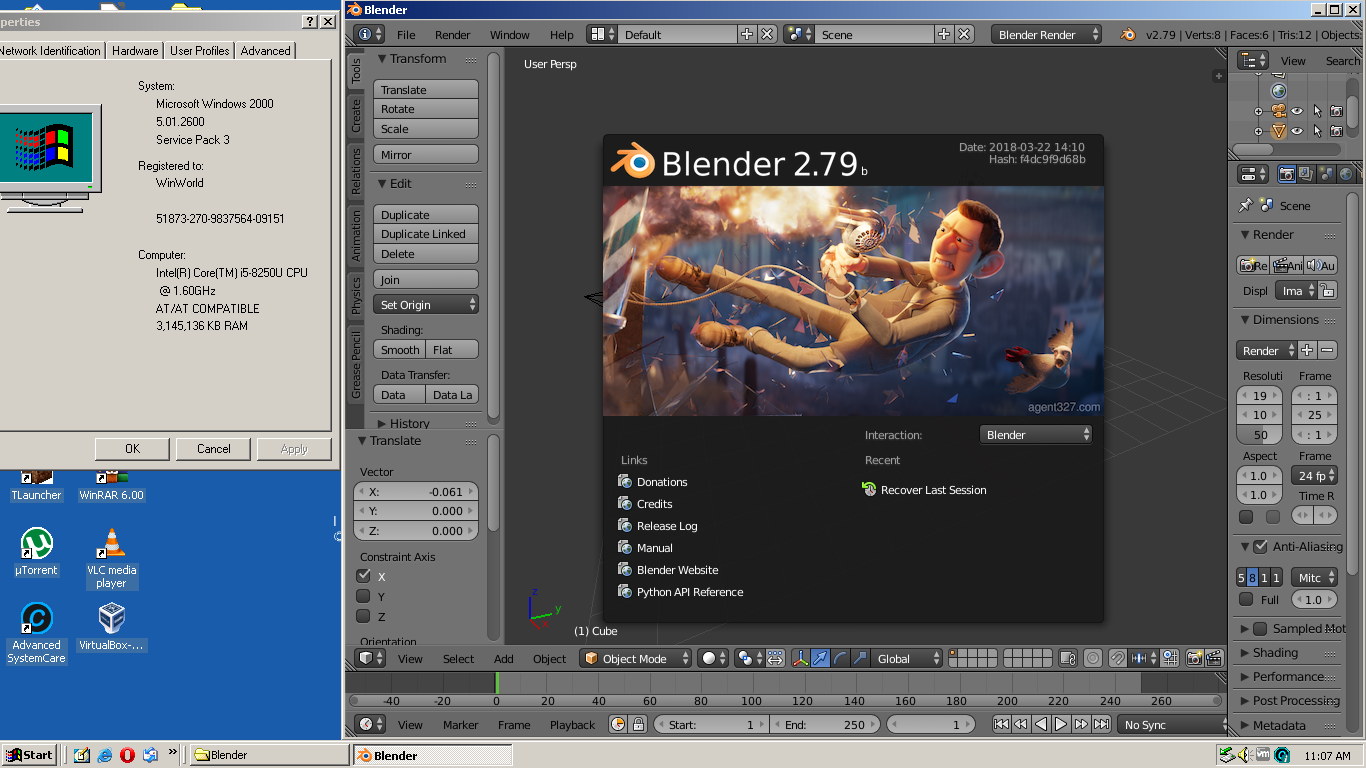 perties
Network Identification Hardware User Profiles Advanced
System:
Microsoft Windows 2000
5.01.2600
Service Pack 3
Registered to:
WinWorld
51873-270-9837564-09151
Computer:
Intel(R) Core(TM) i5-8250U CPU
@ 1.60GHz
AT/AT COMPATIBLE
3,145,136 KB RAM
OK Cancel Apply
TLauncher WinRAR 6.00
µTorrent VLC media
player
Advanced
SystemCare
VirtualBox-...
Blender
File Render Window Help Default Scene Blender Render v2.79 | Verts:8 | Faces:6 | Tris:12 | Objects:
Tools
Create
Relations
Animation
Physics
Grease Pencil
Transform
Translate
Rotate
Scale
Mirror
Edit
Duplicate
Duplicate Linked
Delete
Join
Set Origin
Shading:
Smooth Flat
Data Transfer:
Data Data La
History
Translate
Vector
X: -0.061
Y: 0.000
Z: 0.000
Constraint Axis
X
Y
Z
Orientation
User Persp
Blender 2.79 b
Date: 2018-03-22 14:10
Hash: f4dc9f9d68b
agent327.com
Interaction: Blender
Links
Donations
Credits
Release Log
Manual
Blender Website
Python API Reference
Recent
Recover Last Session
z
y
x
(1) Cube
View Select Add Object Object Mode Global
-40 -20 0 20 40 60 80 100 120 140 160 180 200 220 240 260
View Marker Frame Playback Start: 1 End: 250 1 No Sync
View Search
Scene
Render
Re Ani Au
Displ Ima
Dimensions
Render
Resoluti Frame
19 : 1
10 25
50 : 1
Aspect Frame
1.0 24 fp
1.0 Time R
Anti-Aliasing
5 8 1 1 Mitc
Full 1.0
Sampled Mot
Shading
Performance
Post Processing
Metadata
Start Blender Blender 11:07 AM